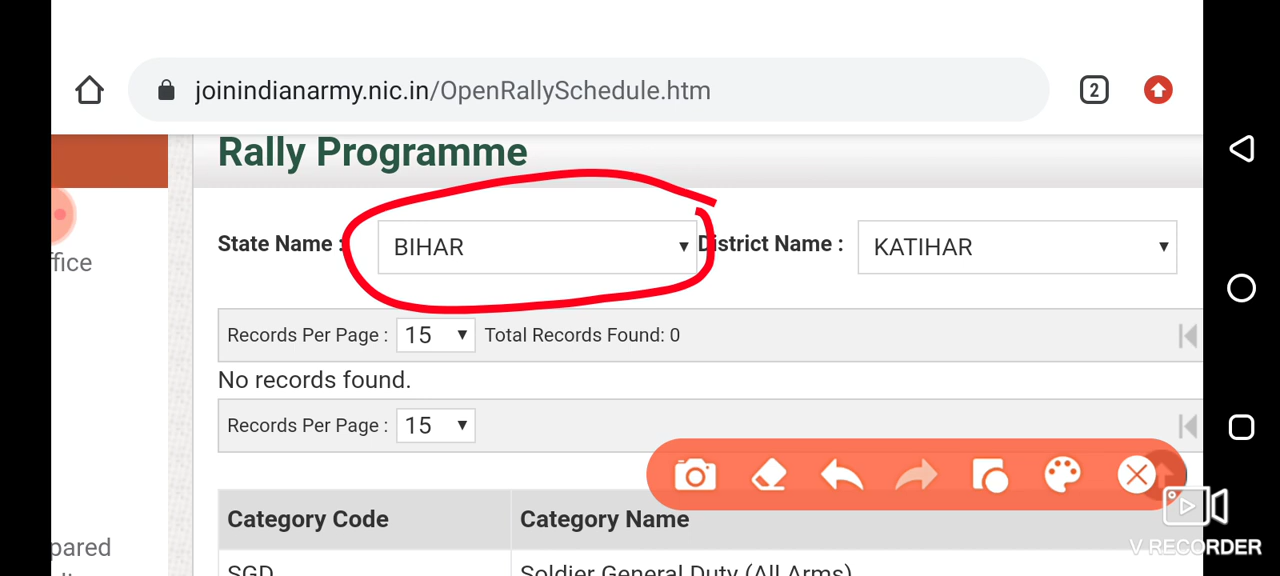 joinindianarmy.nic.in/OpenRallySchedule.htm
2
Rally Programme
State Name : BIHAR District Name : KATIHAR
ffice
Records Per Page : 15 Total Records Found: 0
No records found.
Records Per Page : 15
Category Code Category Name
pared
SGD Soldier General Duty (All Arms)
V RECORDER